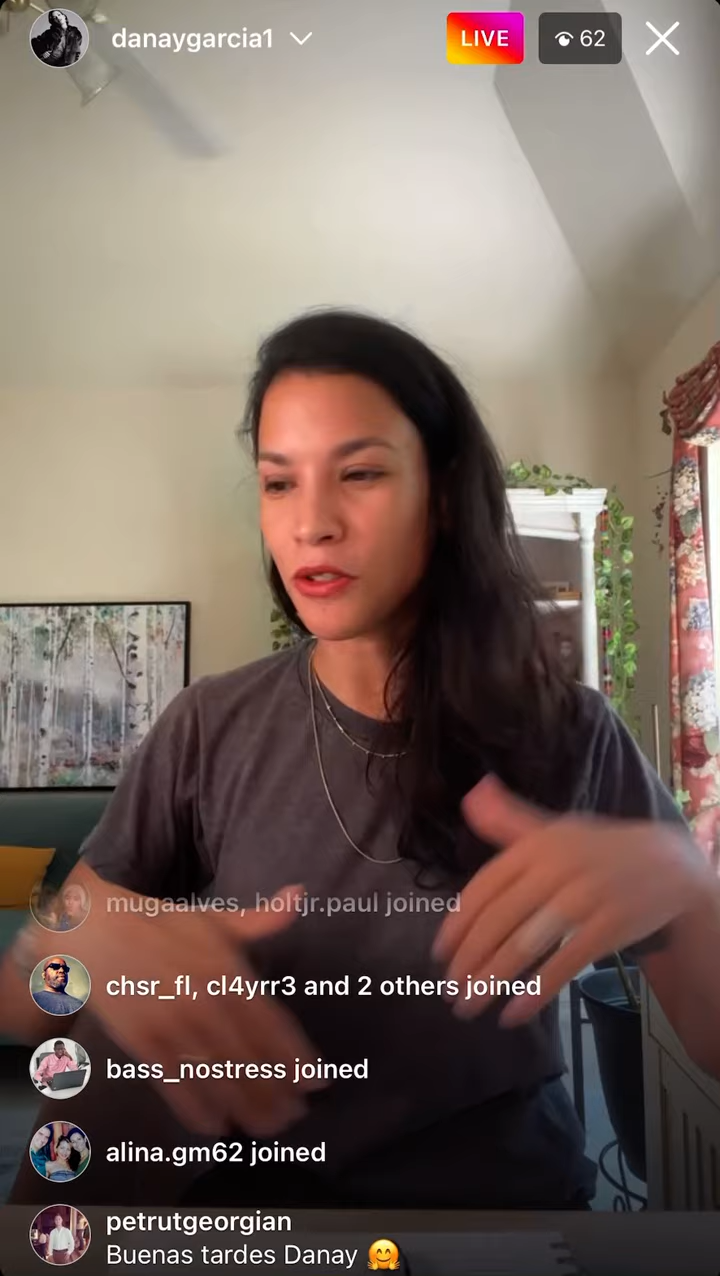 danaygarcia1
LIVE
62
mugaalves, holtjr.paul joined
chsr_fl, cl4yrr3 and 2 others joined
bass_nostress joined
alina.gm62 joined
petrutgeorgian
Buenas tardes Danay 🤗